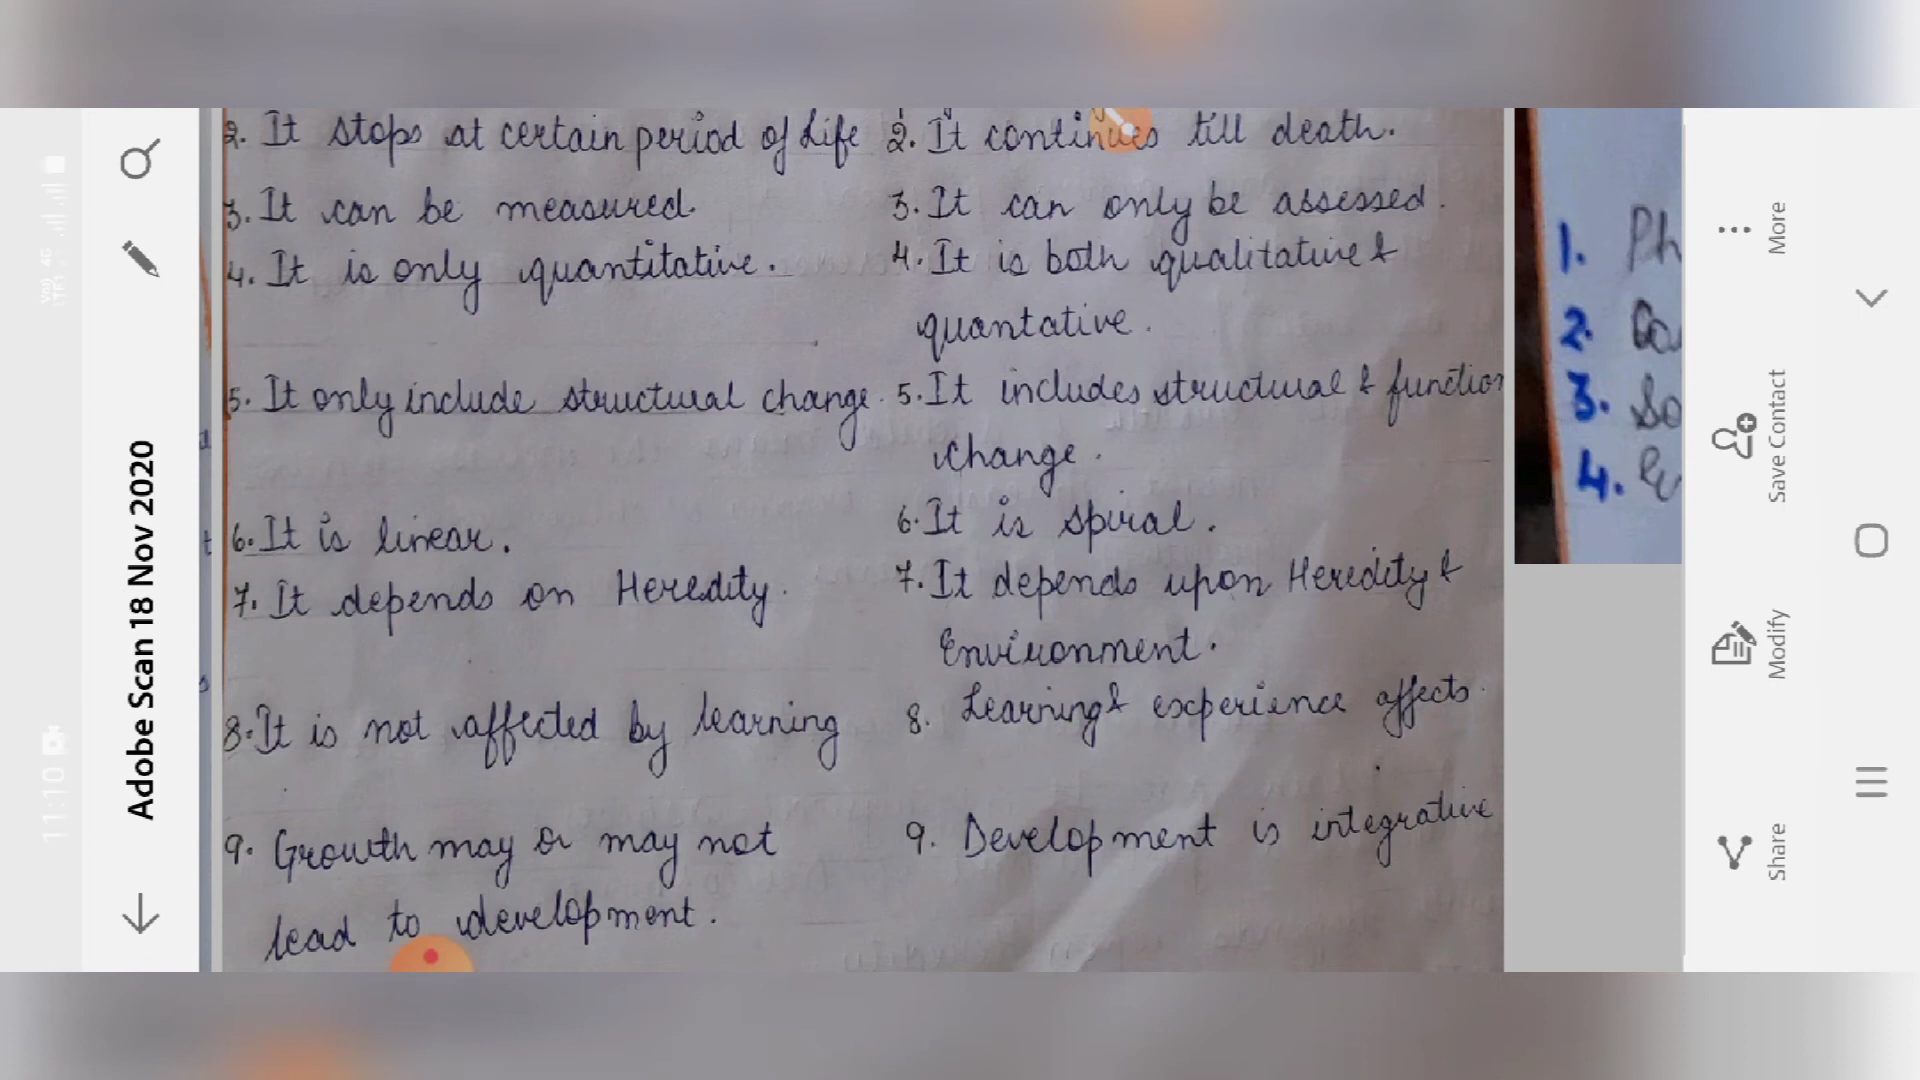 2. It stops at certain period of Life
3. It can be measured.
4. It is only quantitative.
5. It only include structural change.
6. It is linear.
7. It depends on Heredity.
8. It is not affected by learning
9. Growth may or may not
lead to development.
2. It continues till death.
3. It can only be assessed.
4. It is both qualitative &
quantative.
5. It includes structural & function
change.
6. It is spiral.
7. It depends upon Heredity &
Environment.
8. Learning & experience affects.
9. Development is integrative
1. Ph
2.
3. So
4.
Adobe Scan 18 Nov 2020
11:10
4G
More
Save Contact
Modify
Share